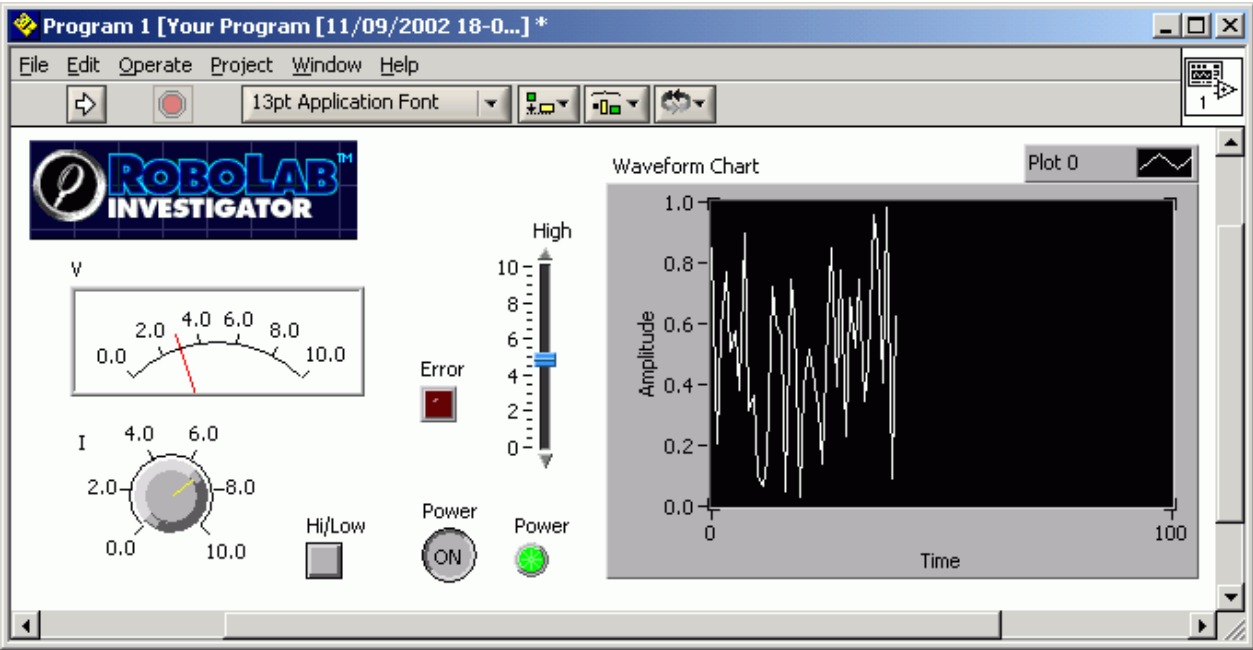 Program 1 [Your Program [11/09/2002 18-0...] *
File Edit Operate Project Window Help
13pt Application Font
1
ROBOLAB™
INVESTIGATOR
Waveform Chart
Plot 0
V
0.0 2.0 4.0 6.0 8.0 10.0
I
0.0 2.0 4.0 6.0 8.0 10.0
Hi/Low
Error
High
10
8
6
4
2
0
Power
ON
Power
Amplitude
1.0
0.8
0.6
0.4
0.2
0.0
0 100
Time